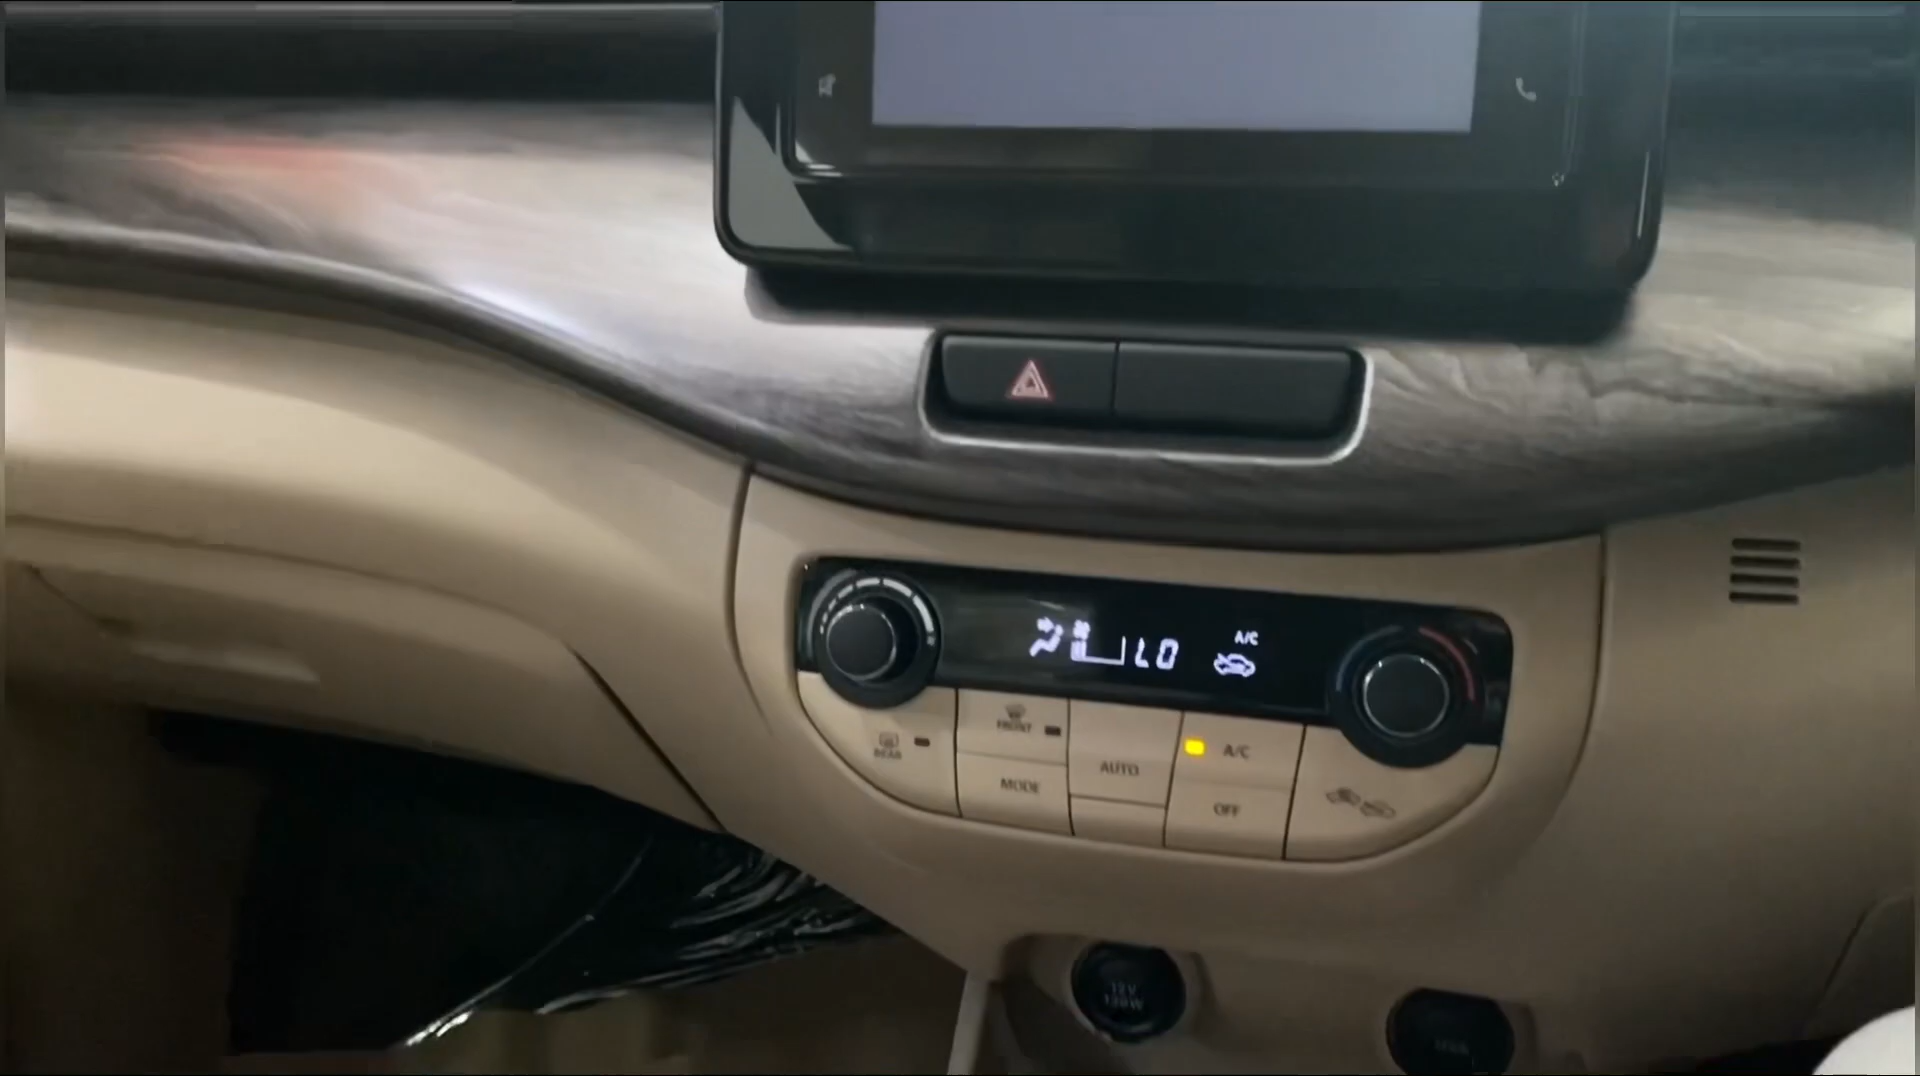 LO
A/C
REAR
FRONT
A/C
AUTO
MODE
OFF
12V
120W